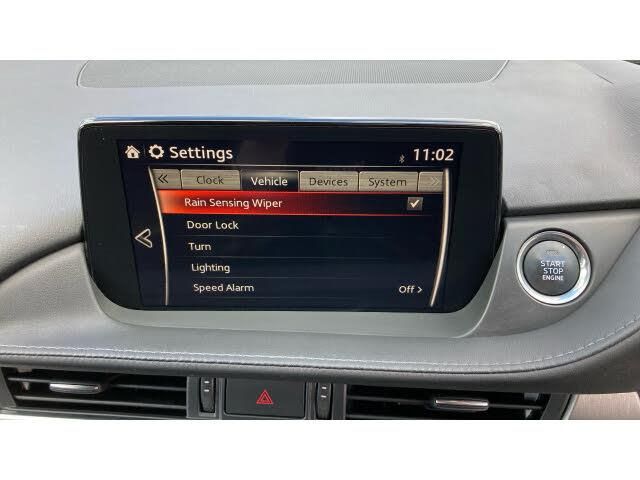 Settings 11:02
Clock Vehicle Devices System
Rain Sensing Wiper
Door Lock
Turn
Lighting
Speed Alarm Off
START
STOP
ENGINE